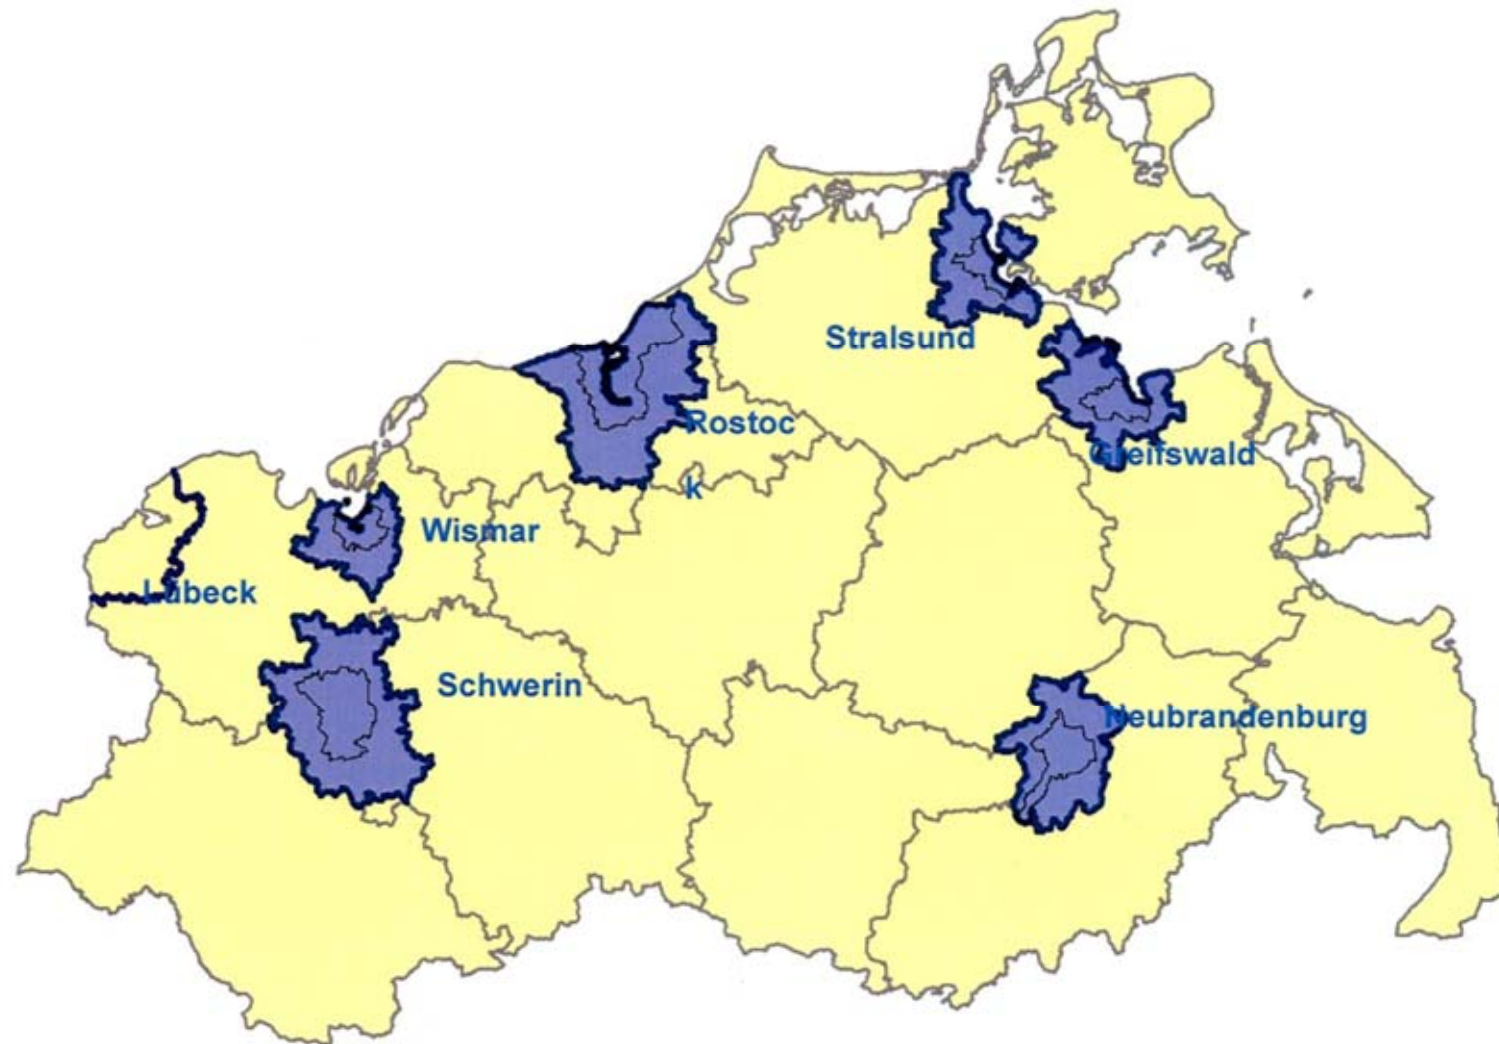 Stralsund
Rostoc
k
Greifswald
Wismar
Lübeck
Schwerin
Neubrandenburg